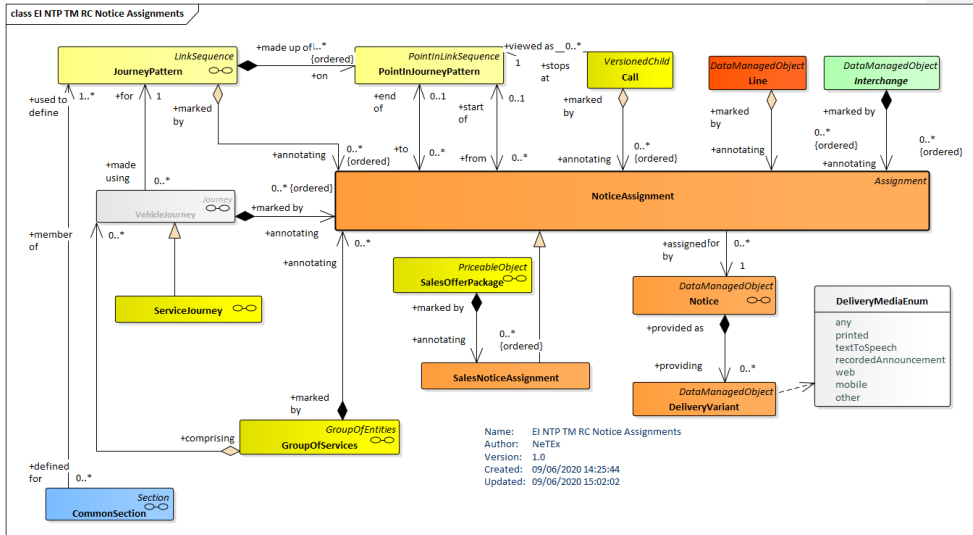 class EI NTP TM RC Notice Assignments
LinkSequence
JourneyPattern
+made up of
0..*
{ordered}
+on
PointInLinkSequence
PointInJourneyPattern
+viewed as
0..*
1
+stops
at
VersionedChild
Call
DataManagedObject
Line
DataManagedObject
Interchange
+used to
define
1..*
+for
1
+marked
by
+end
of
0..1
+start
of
0..1
+marked
by
+marked
by
+marked by
+made
using
0..*
+annotating
0..*
{ordered}
+to
0..*
+from
0..*
+annotating
0..*
{ordered}
+annotating
0..*
{ordered}
+annotating
0..*
{ordered}
Assignment
NoticeAssignment
0..* {ordered}
Journey
VehicleJourney
+marked by
+annotating
+member
of
0..*
+annotating
0..*
+assigned
by
for
0..*
1
PriceableObject
SalesOfferPackage
+marked by
+annotating
0..*
{ordered}
SalesNoticeAssignment
DataManagedObject
Notice
+provided as
+providing
0..*
DataManagedObject
DeliveryVariant
DeliveryMediaEnum
any
printed
textToSpeech
recordedAnnouncement
web
mobile
other
ServiceJourney
+marked
by
+comprising
GroupOfEntities
GroupOfServices
Name: EI NTP TM RC Notice Assignments
Author: NeTEx
Version: 1.0
Created: 09/06/2020 14:25:44
Updated: 09/06/2020 15:02:02
+defined
for
0..*
Section
CommonSection